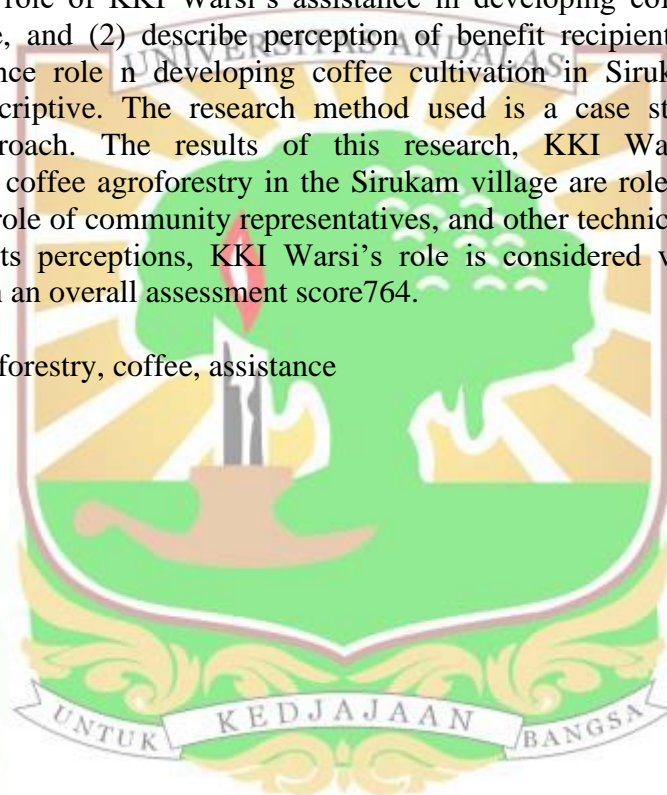 role of KKI Warsi's assistance in developing co
e, and (2) describe perception of benefit recipient
UNIVERSITAS ANDALAS
nce role n developing coffee cultivation in Siruk
criptive. The research method used is a case st
roach. The results of this research, KKI Wa
coffee agroforestry in the Sirukam village are role
role of community representatives, and other technic
ts perceptions, KKI Warsi's role is considered v
n an overall assessment score764.
forestry, coffee, assistance
UNTUK KEDJAJAAN BANGSA